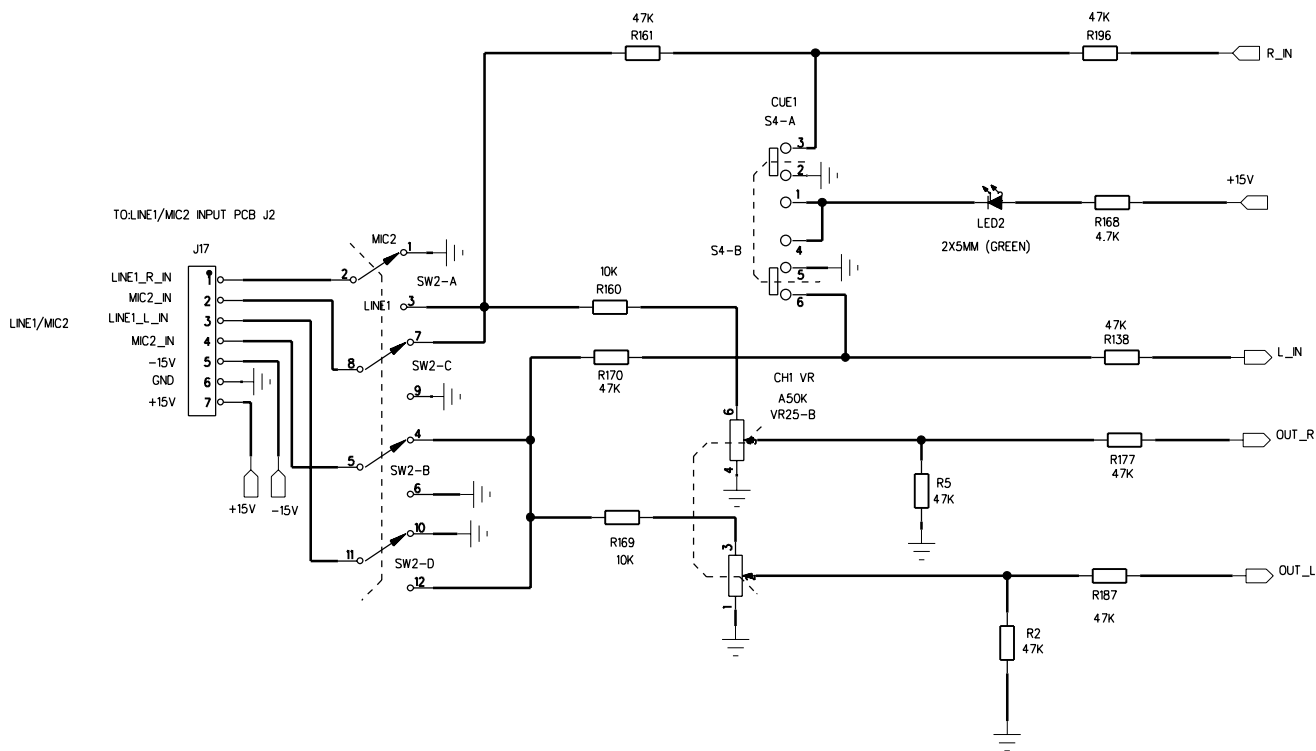 47K
R161
47K
R196
R_IN
CUE1
S4-A
3
2
1
+15V
TO:LINE1/MIC2 INPUT PCB J2
LED2
R168
2X5MM (GREEN)
4.7K
S4-B
4
5
6
J17
MIC2
1
2
SW2-A
LINE1_R_IN
1
MIC2_IN
2
LINE1_L_IN
3
MIC2_IN
4
-15V
5
GND
6
+15V
7
LINE1/MIC2
LINE1
3
10K
R160
7
8
SW2-C
R170
47K
47K
R138
L_IN
9
CH1 VR
A50K
VR25-B
6
4
4
5
SW2-B
OUT_R
R177
47K
R5
47K
+15V
-15V
6
10
11
SW2-D
12
R169
10K
3
1
OUT_L
R187
47K
R2
47K